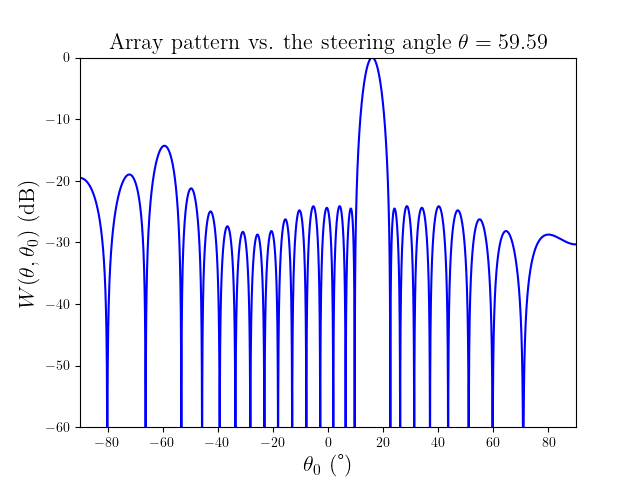 Array pattern vs. the steering angle θ = 59.59
0
−10
−20
−30
−40
−50
−60
W(θ, θ₀) (dB)
−80 −60 −40 −20 0 20 40 60 80
θ₀ (°)